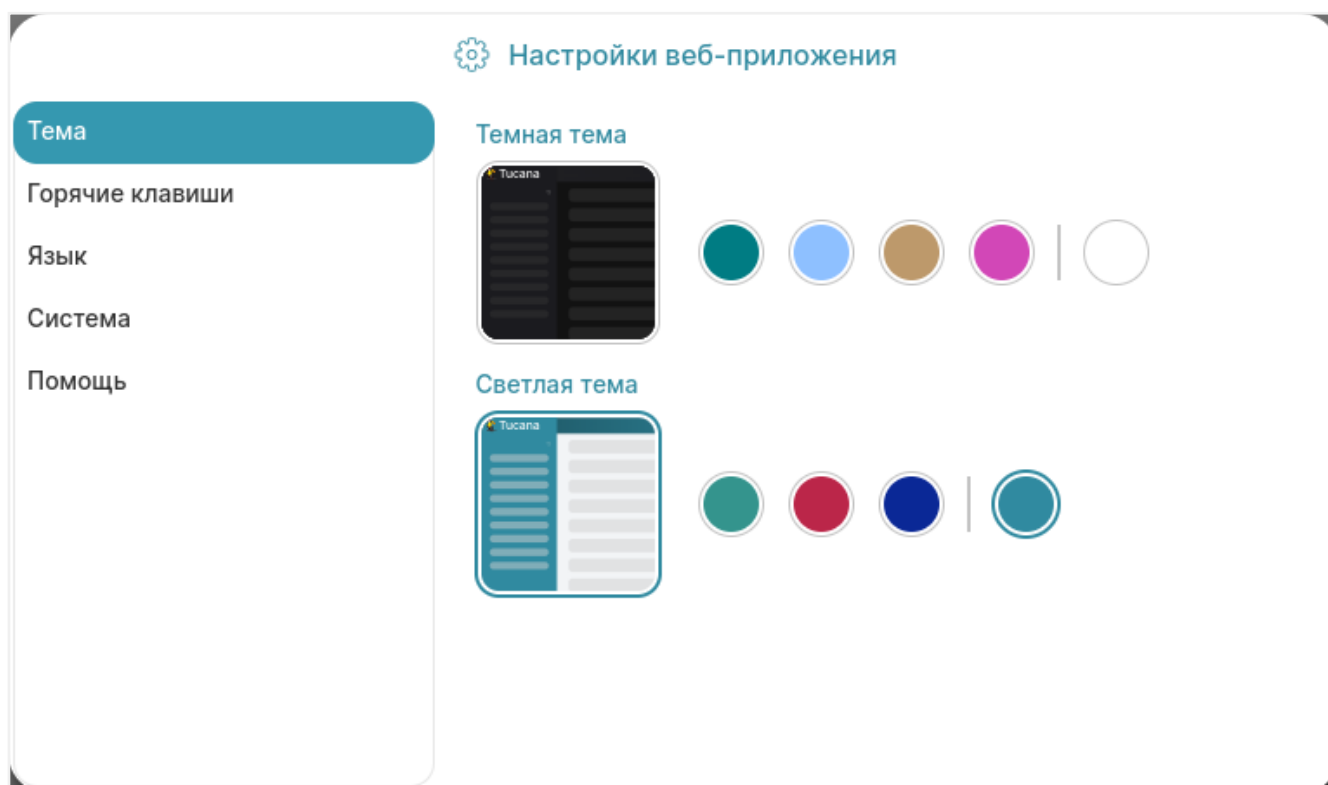 Настройки веб-приложения
Тема
Горячие клавиши
Язык
Система
Помощь
Темная тема
Tucana
Светлая тема
Tucana